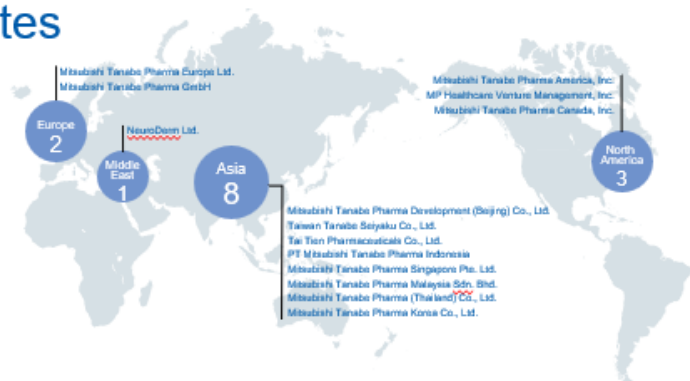 tes
Mitsubishi Tanabe Pharma Europe Ltd.
Mitsubishi Tanabe Pharma GmbH
Europe
2
NeuroDerm Ltd.
Middle
East
1
Asia
8
Mitsubishi Tanabe Pharma America, Inc.
MP Healthcare Venture Management, Inc.
Mitsubishi Tanabe Pharma Canada, Inc.
North
America
3
Mitsubishi Tanabe Pharma Development (Beijing) Co., Ltd.
Taiwan Tanabe Seiyaku Co., Ltd.
Tai Tien Pharmaceuticals Co., Ltd.
PT Mitsubishi Tanabe Pharma Indonesia
Mitsubishi Tanabe Pharma Singapore Pte. Ltd.
Mitsubishi Tanabe Pharma Malaysia Sdn. Bhd.
Mitsubishi Tanabe Pharma (Thailand) Co., Ltd.
Mitsubishi Tanabe Pharma Korea Co., Ltd.